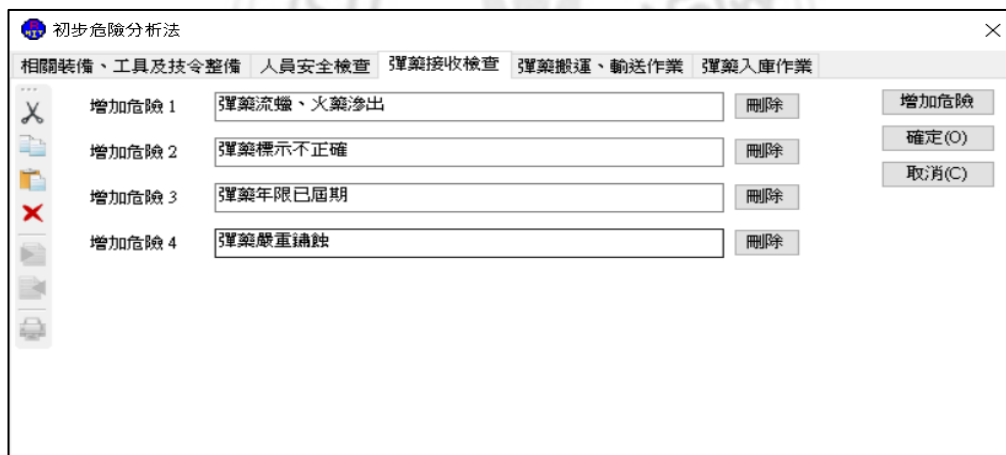 初步危險分析法
相關裝備、工具及技令整備 人員安全檢查 彈藥接收檢查 彈藥搬運、輸送作業 彈藥入庫作業
增加危險 1 彈藥流蠟、火藥滲出 刪除 增加危險
確定(O)
增加危險 2 彈藥標示不正確 刪除
取消(C)
增加危險 3 彈藥年限已屆期 刪除
增加危險 4 彈藥嚴重鏽蝕 刪除